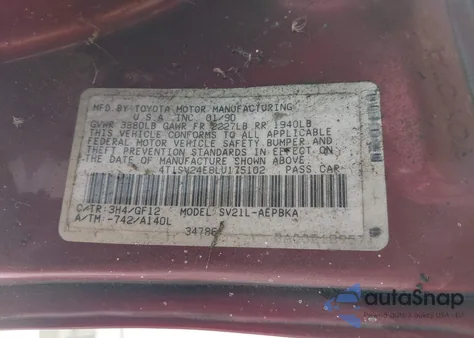 MFD. BY TOYOTA MOTOR MANUFACTURING
U.S.A. INC. 01/90
GVWR 3880LB GAWR FR 2227LB RR 1940LB
THIS VEHICLE CONFORMS TO ALL APPLICABLE
FEDERAL MOTOR VEHICLE SAFETY, BUMPER AND
THEFT PREVENTION STANDARDS IN EFFECT ON
THE DATE OF MANUFACTURE SHOWN ABOVE.
4T1SV24E8LU175102 PASS. CAR
C/TR: 3H4/GF12 MODEL: SV21L-AEPBKA
A/TM: -742/A140L
34786
autoSnap